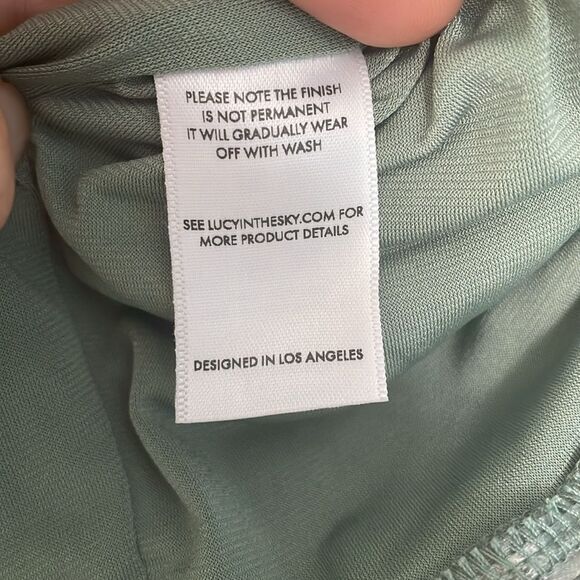 PLEASE NOTE THE FINISH
IS NOT PERMANENT
IT WILL GRADUALLY WEAR
OFF WITH WASH
SEE LUCYINTHESKY.COM FOR
MORE PRODUCT DETAILS
DESIGNED IN LOS ANGELES